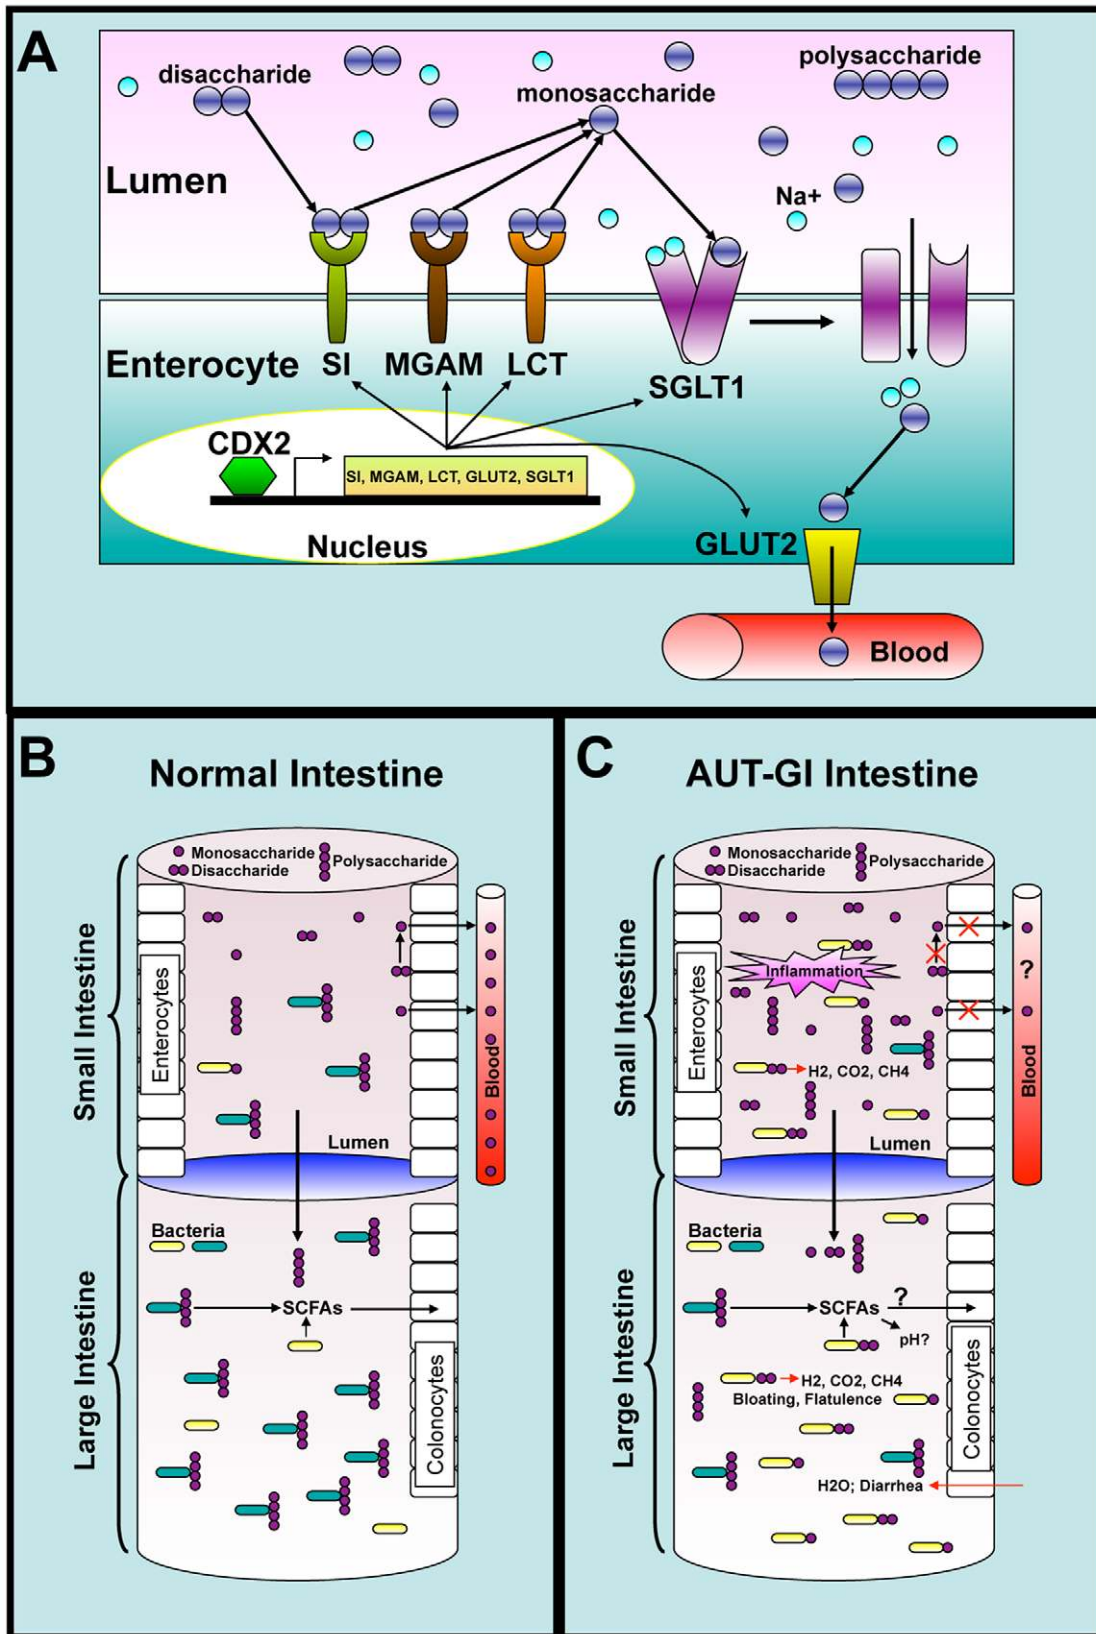 A
disaccharide
monosaccharide
polysaccharide
Lumen
Na+
Enterocyte
SI
MGAM
LCT
SGLT1
CDX2
SI, MGAM, LCT, GLUT2, SGLT1
Nucleus
GLUT2
Blood
B
Normal Intestine
Monosaccharide
Disaccharide
Polysaccharide
Small Intestine
Enterocytes
Blood
Lumen
Large Intestine
Bacteria
SCFAs
Colonocytes
C
AUT-GI Intestine
Monosaccharide
Disaccharide
Polysaccharide
Small Intestine
Enterocytes
Inflammation
?
H2, CO2, CH4
Blood
Lumen
Large Intestine
Bacteria
SCFAs
?
pH?
H2, CO2, CH4
Bloating, Flatulence
Colonocytes
H2O; Diarrhea